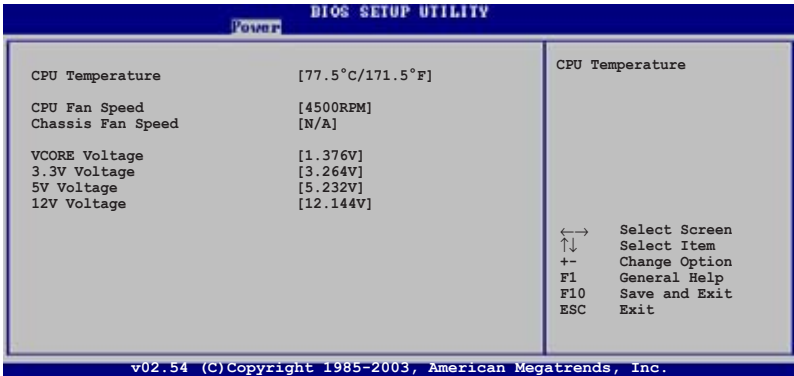 BIOS SETUP UTILITY
Power
CPU Temperature [77.5°C/171.5°F]
CPU Fan Speed [4500RPM]
Chassis Fan Speed [N/A]
VCORE Voltage [1.376V]
3.3V Voltage [3.264V]
5V Voltage [5.232V]
12V Voltage [12.144V]
CPU Temperature
←→ Select Screen
↑↓ Select Item
+- Change Option
F1 General Help
F10 Save and Exit
ESC Exit
v02.54 (C)Copyright 1985-2003, American Megatrends, Inc.